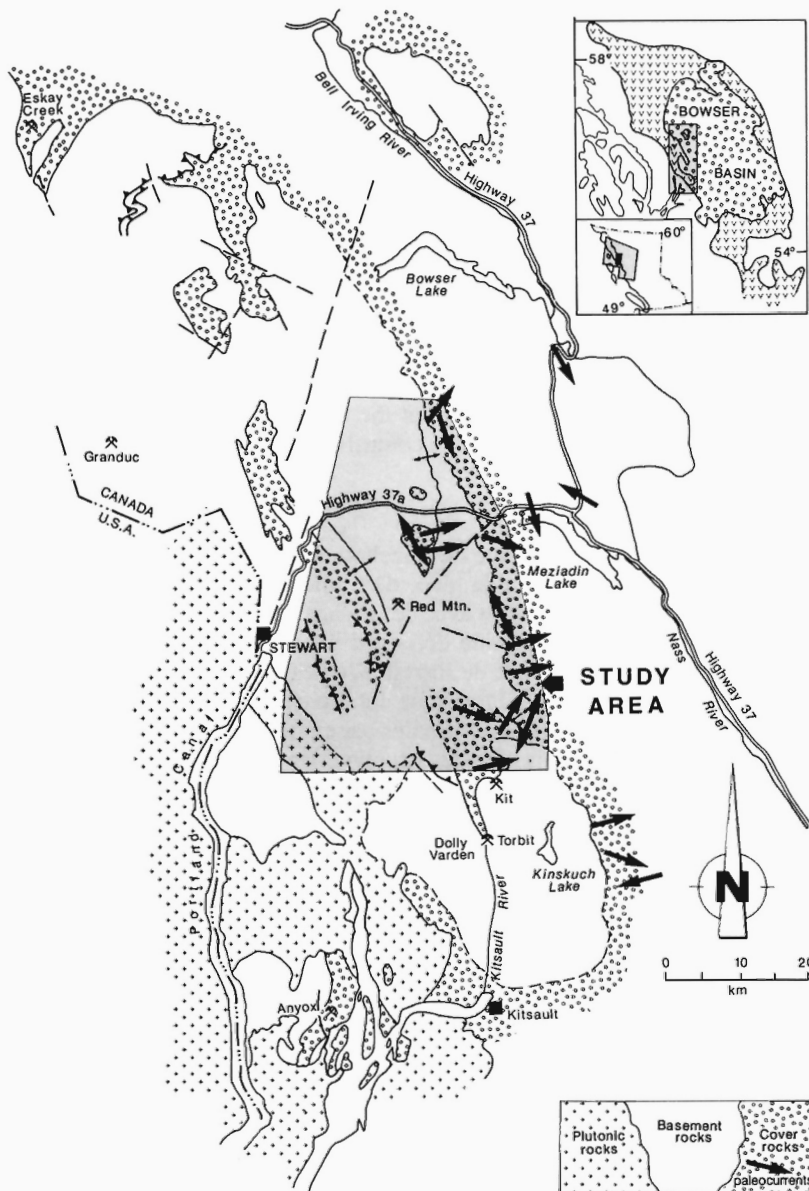 Eskay
Creek
Bell Irving River
Highway 37
58°
BOWSER
BASIN
54°
60°
49°
Bowser
Lake
Granduc
CANADA
U.S.A.
Highway 37a
Meziadin
Lake
Red Mtn.
STEWART
STUDY
AREA
Highway 37
Nass
River
Portland Canal
Kit
Dolly
Varden
Torbit
Kinskuch
Lake
Kitsault River
N
0 10 20
km
Anyox
Kitsault
Plutonic
rocks
Basement
rocks
Cover
rocks
paleocurrent